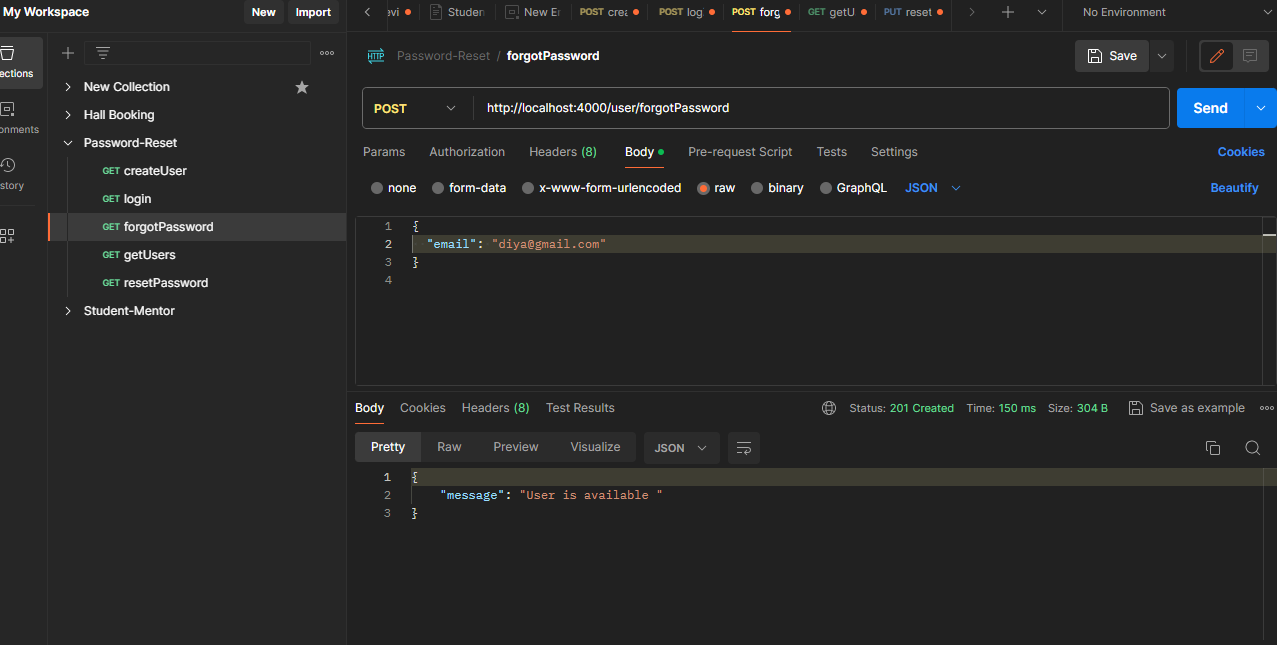 My Workspace
New
Import
evi
Studen
New Er
POST crea
POST log
POST forg
GET getU
PUT reset
No Environment
ections
onments
story
New Collection
Hall Booking
Password-Reset
GET createUser
GET login
GET forgotPassword
GET getUsers
GET resetPassword
Student-Mentor
HTTP
Password-Reset / forgotPassword
Save
POST
http://localhost:4000/user/forgotPassword
Send
Params
Authorization
Headers (8)
Body
Pre-request Script
Tests
Settings
Cookies
none
form-data
x-www-form-urlencoded
raw
binary
GraphQL
JSON
Beautify
1 {
2 "email": "diya@gmail.com"
3 }
4
Body
Cookies
Headers (8)
Test Results
Status: 201 Created
Time: 150 ms
Size: 304 B
Save as example
Pretty
Raw
Preview
Visualize
JSON
1 {
2 "message": "User is available "
3 }